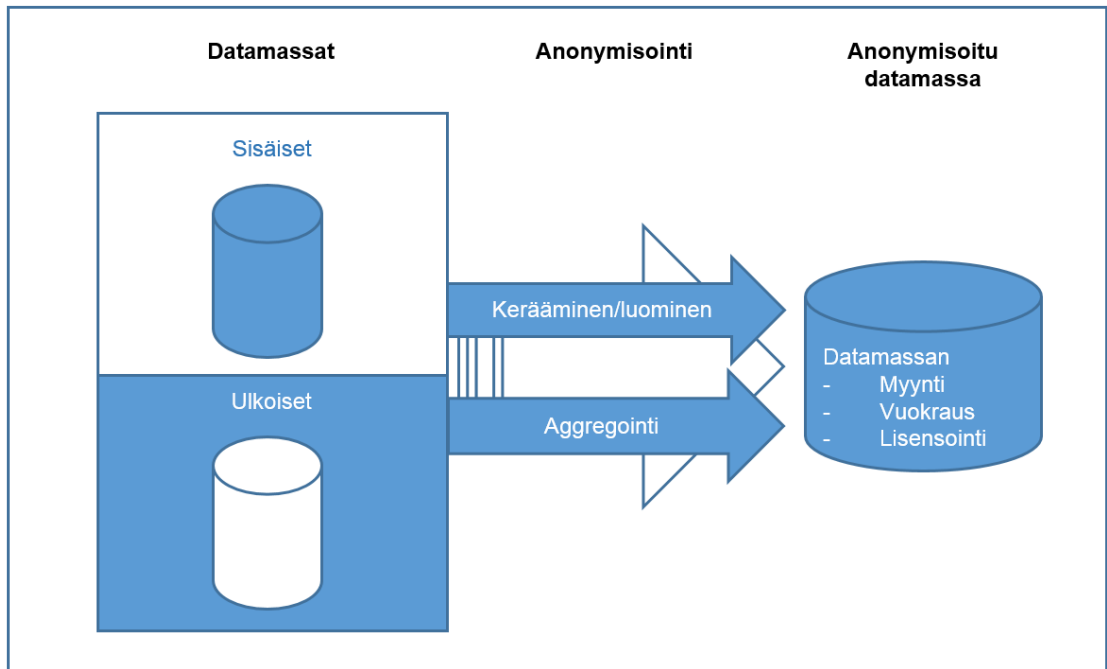 Datamassat
Anonymisointi
Anonymisoitu
datamassa
Sisäiset
Ulkoiset
Kerääminen/luominen
Aggregointi
Datamassan
- Myynti
- Vuokraus
- Lisensointi